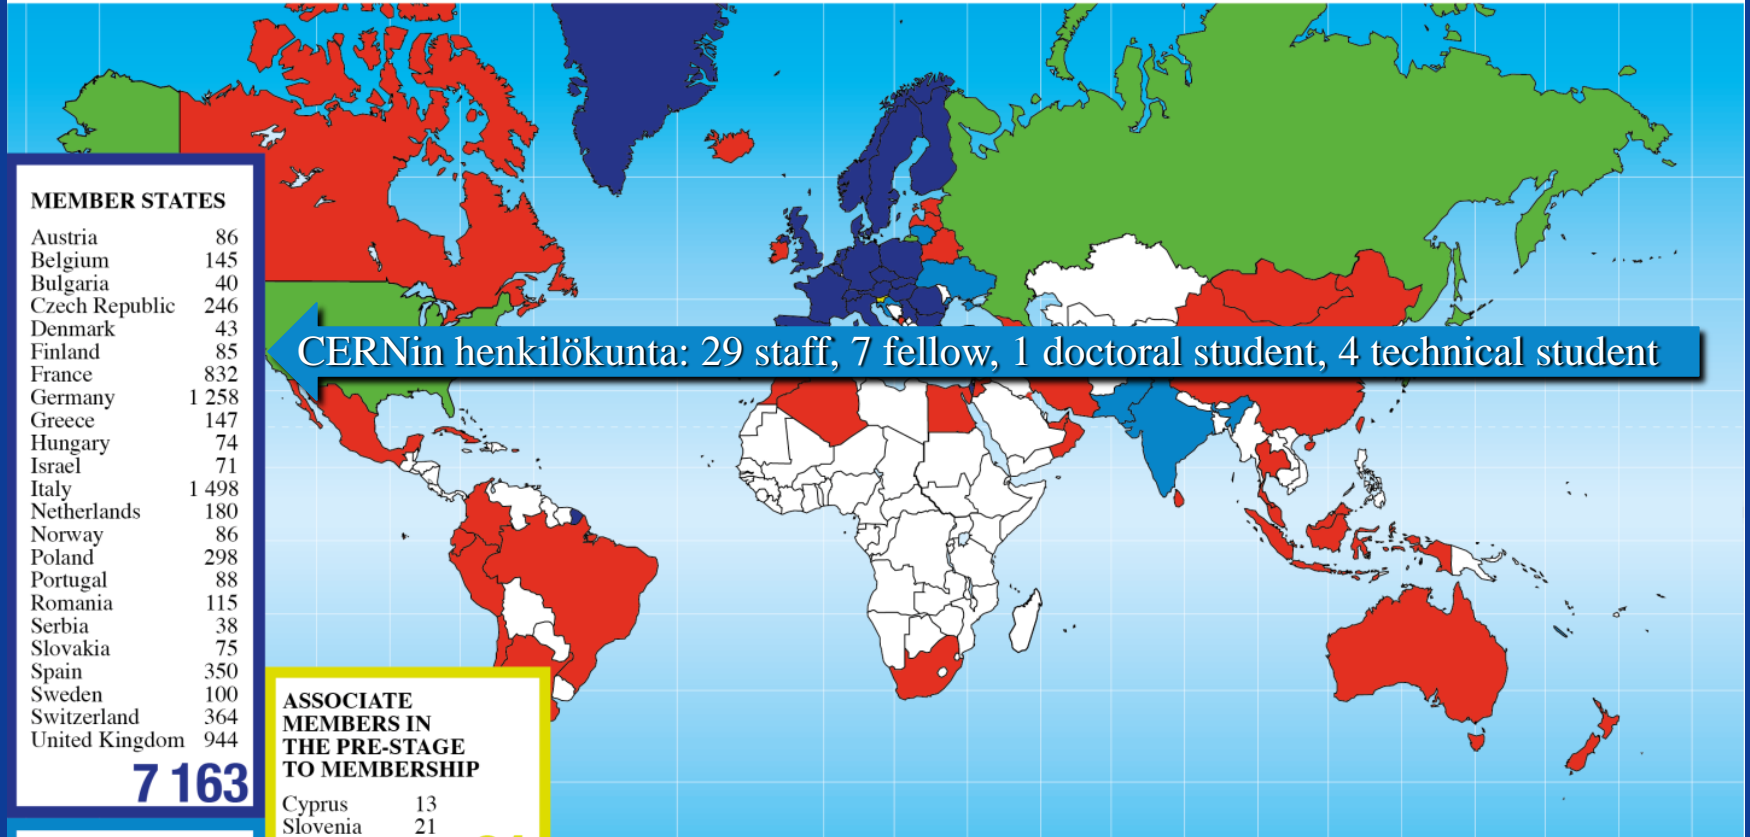 MEMBER STATES
Austria 86
Belgium 145
Bulgaria 40
Czech Republic 246
Denmark 43
Finland 85
France 832
Germany 1 258
Greece 147
Hungary 74
Israel 71
Italy 1 498
Netherlands 180
Norway 86
Poland 298
Portugal 88
Romania 115
Serbia 38
Slovakia 75
Spain 350
Sweden 100
Switzerland 364
United Kingdom 944
7 163
CERNin henkilökunta: 29 staff, 7 fellow, 1 doctoral student, 4 technical student
ASSOCIATE
MEMBERS IN
THE PRE-STAGE
TO MEMBERSHIP
Cyprus 13
Slovenia 21